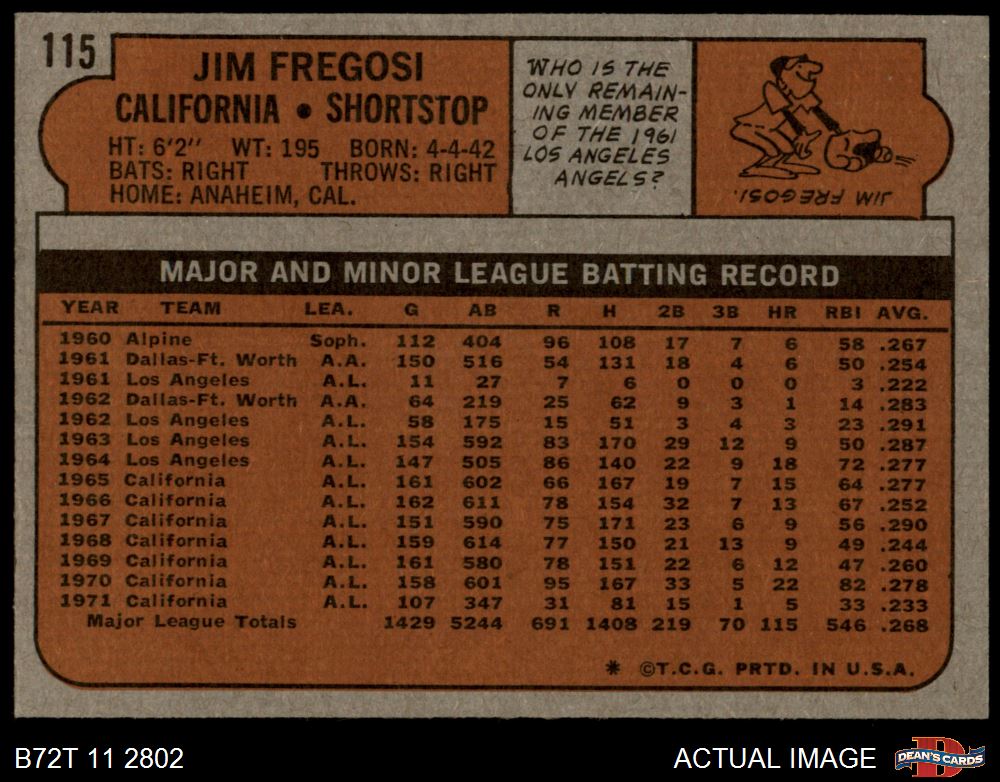 115
JIM FREGOSI
CALIFORNIA • SHORTSTOP
HT: 6'2" WT: 195 BORN: 4-4-42
BATS: RIGHT THROWS: RIGHT
HOME: ANAHEIM, CAL.
WHO IS THE
ONLY REMAIN-
ING MEMBER
OF THE 1961
LOS ANGELES
ANGELS?
JIM FREGOSI.
MAJOR AND MINOR LEAGUE BATTING RECORD
YEAR TEAM LEA. G AB R H 2B 3B HR RBI AVG.
1960 Alpine Soph. 112 404 96 108 17 7 6 58 .267
1961 Dallas-Ft. Worth A.A. 150 516 54 131 18 4 6 50 .254
1961 Los Angeles A.L. 11 27 7 6 0 0 0 3 .222
1962 Dallas-Ft. Worth A.A. 64 219 25 62 9 3 1 14 .283
1962 Los Angeles A.L. 58 175 15 51 3 4 3 23 .291
1963 Los Angeles A.L. 154 592 83 170 29 12 9 50 .287
1964 Los Angeles A.L. 147 505 86 140 22 9 18 72 .277
1965 California A.L. 161 602 66 167 19 7 15 64 .277
1966 California A.L. 162 611 78 154 32 7 13 67 .252
1967 California A.L. 151 590 75 171 23 6 9 56 .290
1968 California A.L. 159 614 77 150 21 13 9 49 .244
1969 California A.L. 161 580 78 151 22 6 12 47 .260
1970 California A.L. 158 601 95 167 33 5 22 82 .278
1971 California A.L. 107 347 31 81 15 1 5 33 .233
Major League Totals 1429 5244 691 1408 219 70 115 546 .268
* ©T.C.G. PRTD. IN U.S.A.
B72T 11 2802
ACTUAL IMAGE
D
DEAN'S CARDS